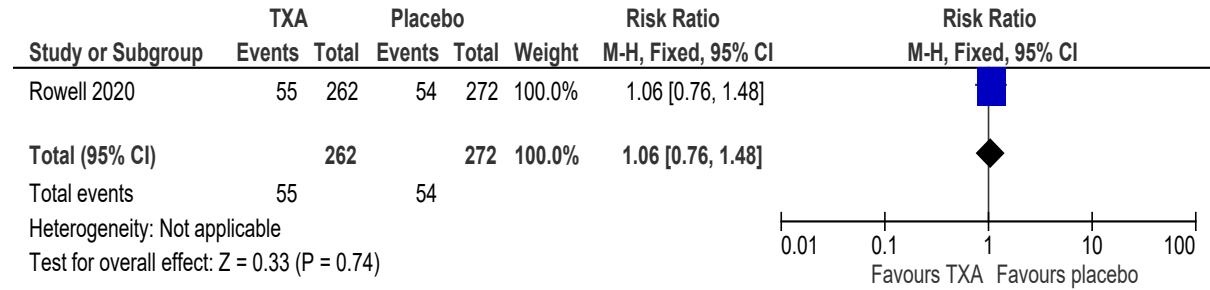 TXA Placebo Risk Ratio Risk Ratio
Study or Subgroup Events Total Events Total Weight M-H, Fixed, 95% CI M-H, Fixed, 95% CI
Rowell 2020 55 262 54 272 100.0% 1.06 [0.76, 1.48]
Total (95% CI) 262 272 100.0% 1.06 [0.76, 1.48]
Total events 55 54
Heterogeneity: Not applicable
Test for overall effect: Z = 0.33 (P = 0.74)
0.01 0.1 1 10 100
Favours TXA Favours placebo